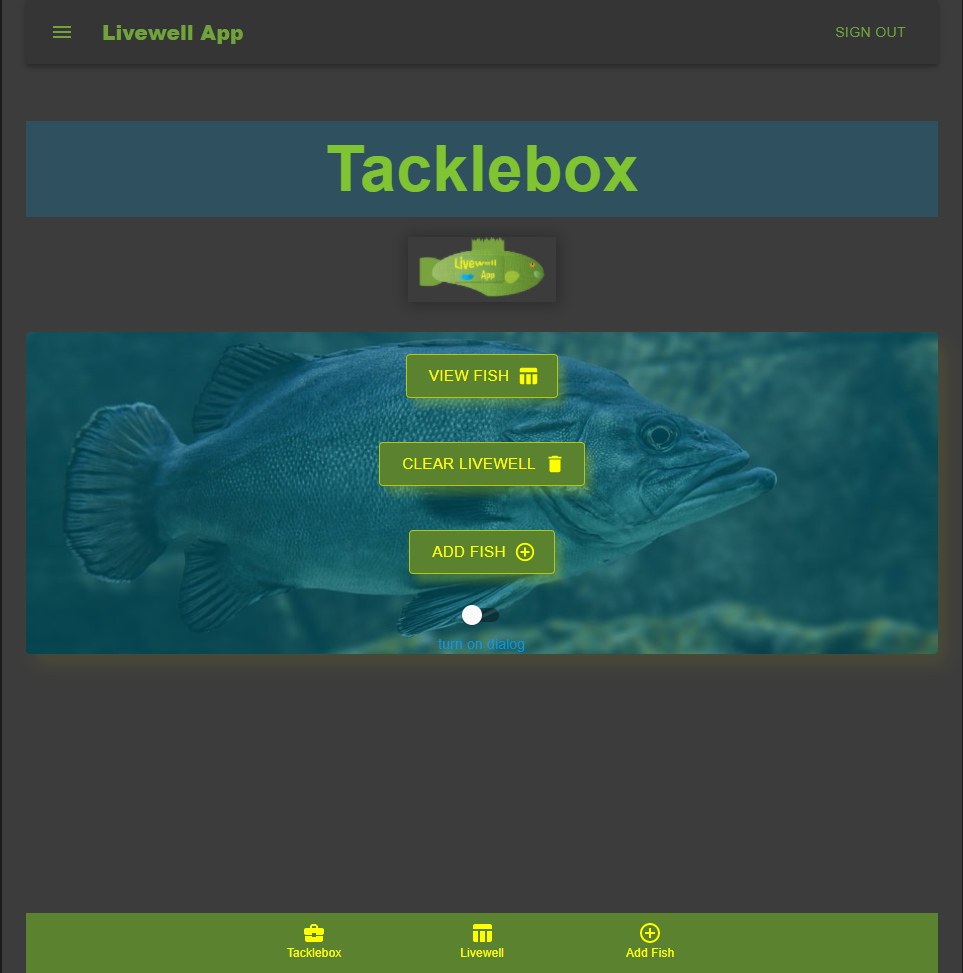 Livewell App
SIGN OUT
Tacklebox
Livewell
App
VIEW FISH
CLEAR LIVEWELL
ADD FISH
turn on dialog
Tacklebox
Livewell
Add Fish